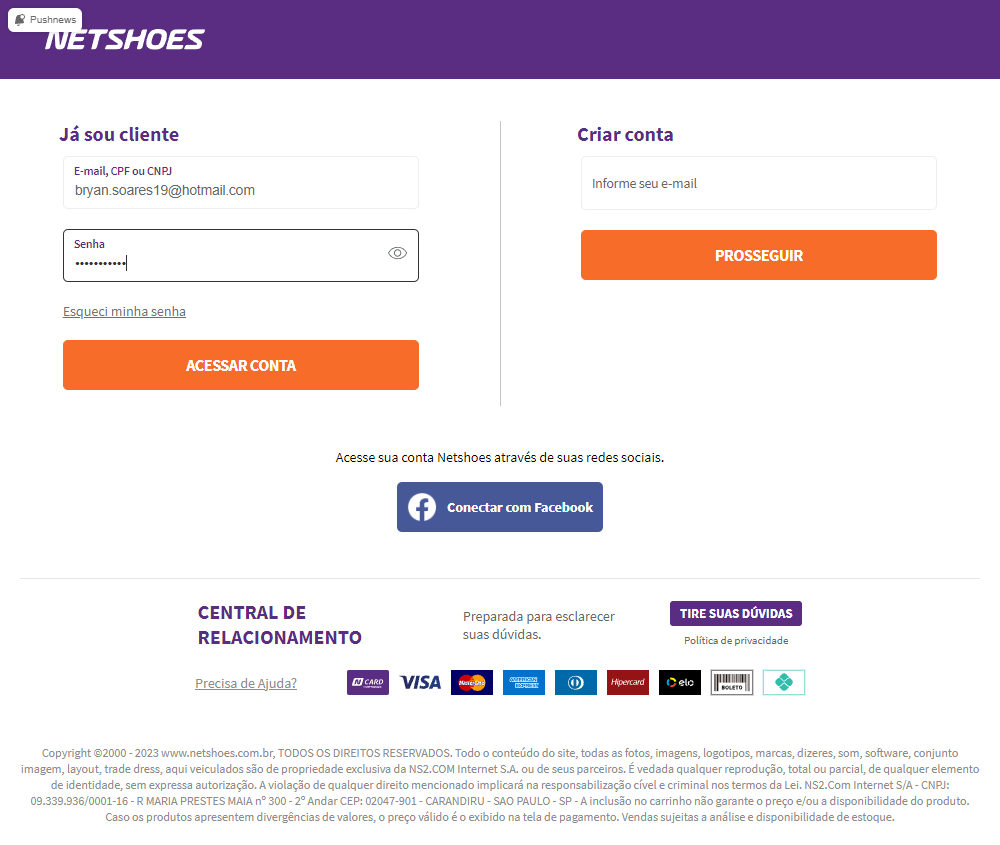 Pushnews
NETSHOES
Já sou cliente
E-mail, CPF ou CNPJ
bryan.soares19@hotmail.com
Senha
•••••••••••
Esqueci minha senha
ACESSAR CONTA
Criar conta
Informe seu e-mail
PROSSEGUIR
Acesse sua conta Netshoes através de suas redes sociais.
Conectar com Facebook
CENTRAL DE
RELACIONAMENTO
Preparada para esclarecer
suas dúvidas.
TIRE SUAS DÚVIDAS
Política de privacidade
Precisa de Ajuda?
N CARD
VISA
MasterCard
AMERICAN EXPRESS
Hipercard
elo
BOLETO
Copyright ©2000 - 2023 www.netshoes.com.br, TODOS OS DIREITOS RESERVADOS. Todo o conteúdo do site, todas as fotos, imagens, logotipos, marcas, dizeres, som, software, conjunto
imagem, layout, trade dress, aqui veiculados são de propriedade exclusiva da NS2.COM Internet S.A. ou de seus parceiros. É vedada qualquer reprodução, total ou parcial, de qualquer elemento
de identidade, sem expressa autorização. A violação de qualquer direito mencionado implicará na responsabilização cível e criminal nos termos da Lei. NS2.Com Internet S/A - CNPJ:
09.339.936/0001-16 - R MARIA PRESTES MAIA nº 300 - 2º Andar CEP: 02047-901 - CARANDIRU - SAO PAULO - SP - A inclusão no carrinho não garante o preço e/ou a disponibilidade do produto.
Caso os produtos apresentem divergências de valores, o preço válido é o exibido na tela de pagamento. Vendas sujeitas a análise e disponibilidade de estoque.